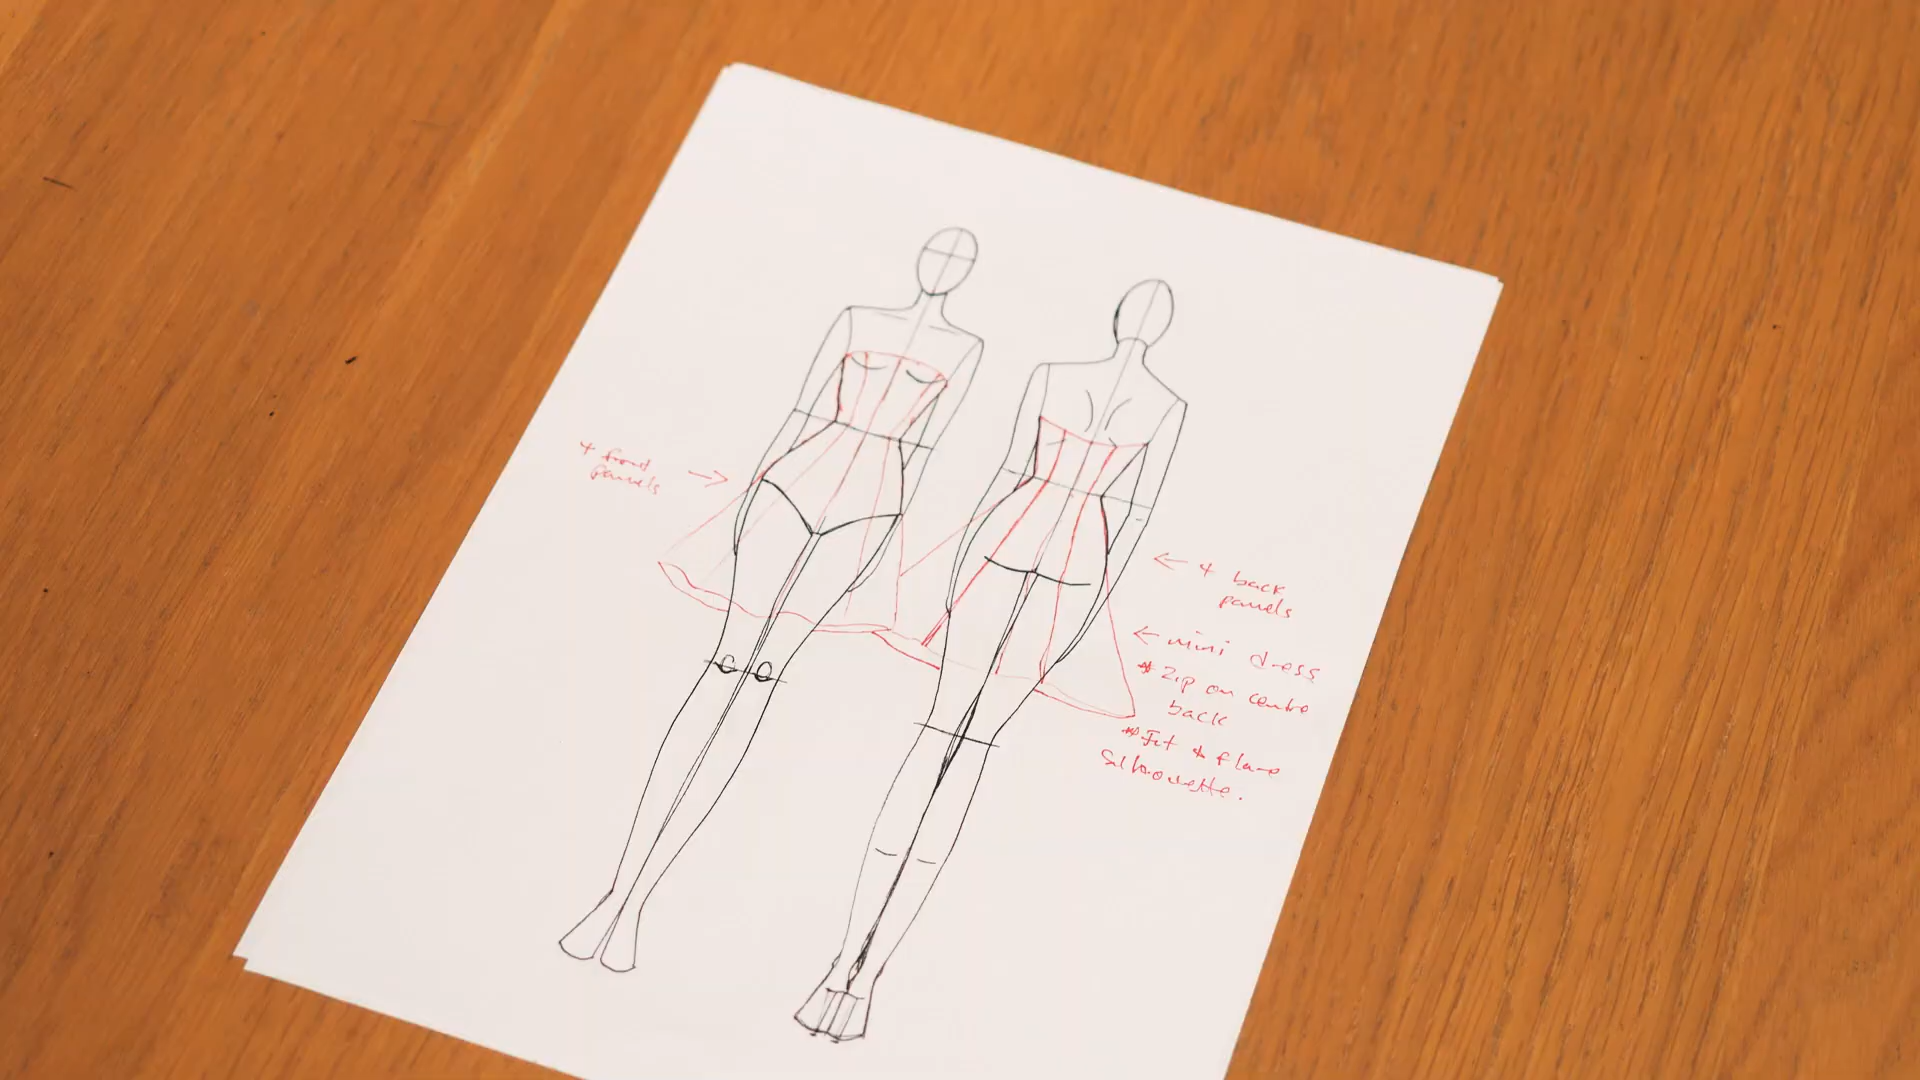 4 front
panels
4 back
panels
mini dress
* Zip on centre
back
* Fit & flare
silhouette.